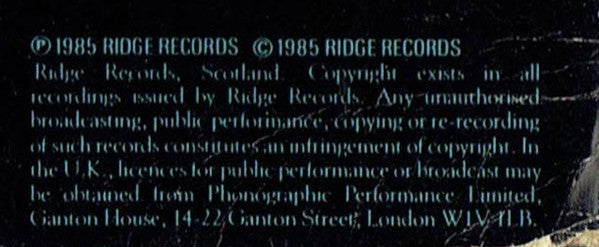 ℗ 1985 RIDGE RECORDS © 1985 RIDGE RECORDS
Ridge Records, Scotland. Copyright exists in all
recordings issued by Ridge Records. Any unauthorised
broadcasting, public performance, copying or re-recording
of such records constitutes an infringement of copyright. In
the U.K., licences for public performance or broadcast may
be obtained from Phonographic Performance Limited,
Ganton House, 14-22 Ganton Street, London W1V 1LB.